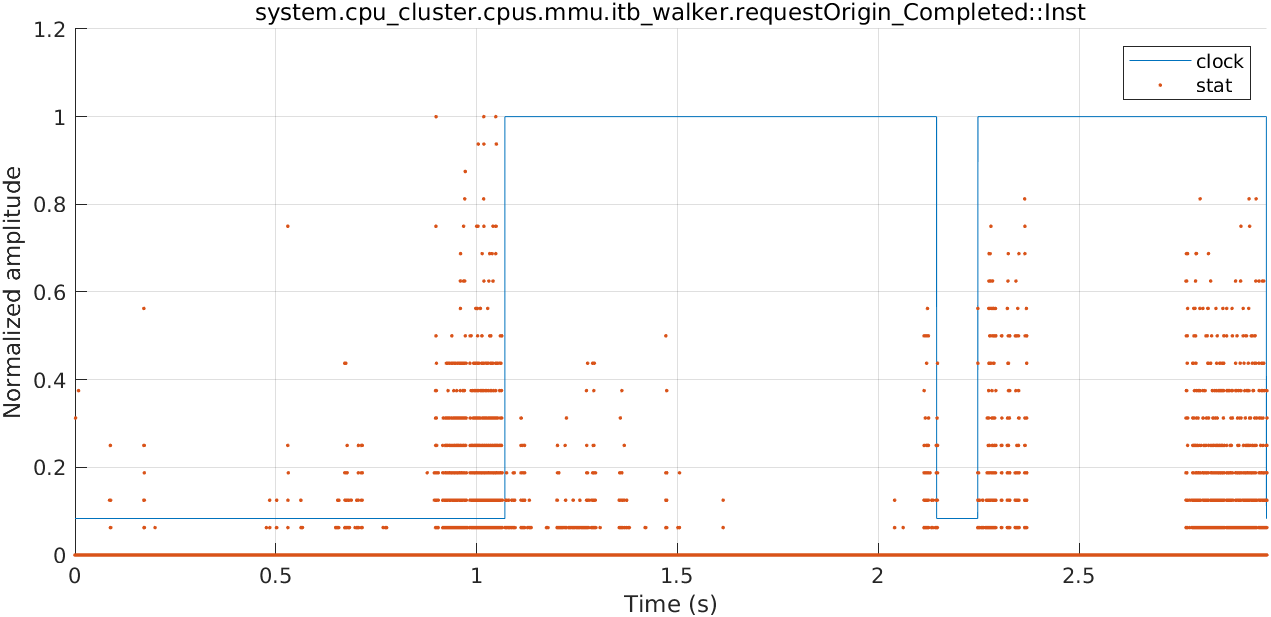 system.cpu_cluster.cpus.mmu.itb_walker.requestOrigin_Completed::Inst
1.2
1
0.8
0.6
0.4
0.2
0
Normalized amplitude
clock
stat
0 0.5 1 1.5 2 2.5
Time (s)